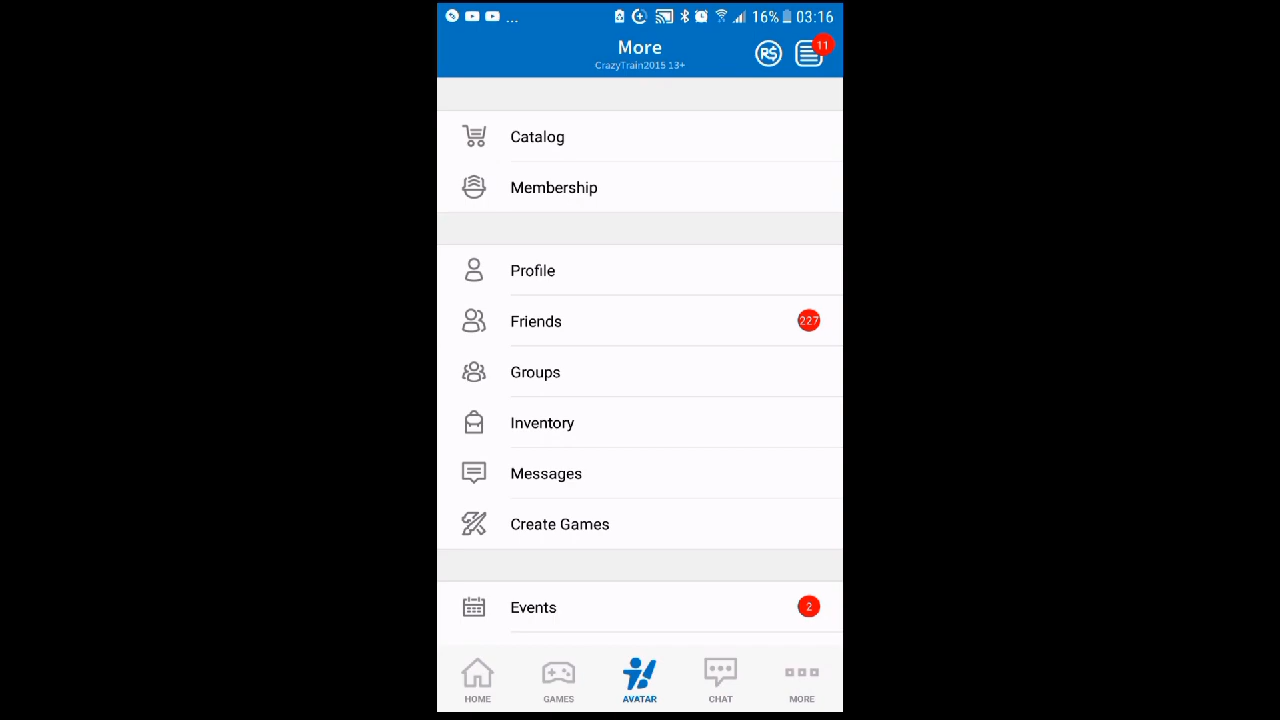 ... 16% 03:16
More
CrazyTrain2015 13+
R$
11
Catalog
Membership
Profile
Friends 227
Groups
Inventory
Messages
Create Games
Events 2
HOME GAMES AVATAR CHAT MORE